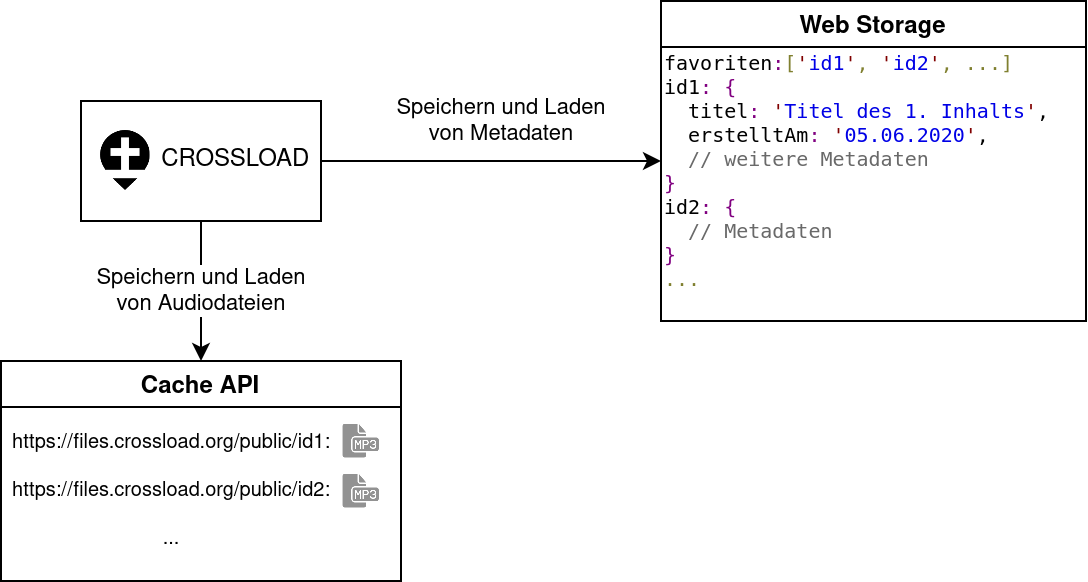 Web Storage
favoriten:['id1', 'id2', ...]
id1: {
  titel: 'Titel des 1. Inhalts',
  erstelltAm: '05.06.2020',
  // weitere Metadaten
}
id2: {
  // Metadaten
}
...
Speichern und Laden
von Metadaten
CROSSLOAD
Speichern und Laden
von Audiodateien
Cache API
https://files.crossload.org/public/id1: MP3
https://files.crossload.org/public/id2: MP3
...